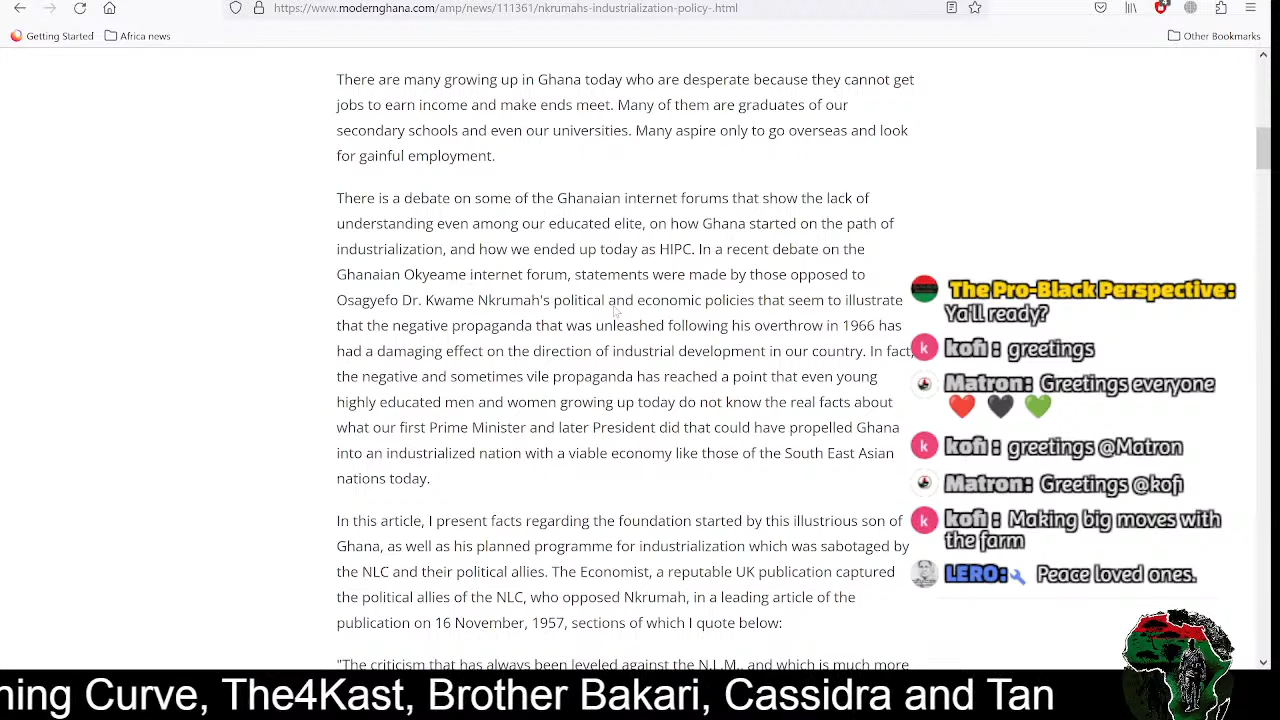 https://www.modernghana.com/amp/news/111361/nkrumahs-industrialization-policy-.html
4
Getting Started
Africa news
Other Bookmarks
There are many growing up in Ghana today who are desperate because they cannot get
jobs to earn income and make ends meet. Many of them are graduates of our
secondary schools and even our universities. Many aspire only to go overseas and look
for gainful employment.
There is a debate on some of the Ghanaian internet forums that show the lack of
understanding even among our educated elite, on how Ghana started on the path of
industrialization, and how we ended up today as HIPC. In a recent debate on the
Ghanaian Okyeame internet forum, statements were made by those opposed to
Osagyefo Dr. Kwame Nkrumah's political and economic policies that seem to illustrate
that the negative propaganda that was unleashed following his overthrow in 1966 has
had a damaging effect on the direction of industrial development in our country. In fact,
the negative and sometimes vile propaganda has reached a point that even young
highly educated men and women growing up today do not know the real facts about
what our first Prime Minister and later President did that could have propelled Ghana
into an industrialized nation with a viable economy like those of the South East Asian
nations today.
In this article, I present facts regarding the foundation started by this illustrious son of
Ghana, as well as his planned programme for industrialization which was sabotaged by
the NLC and their political allies. The Economist, a reputable UK publication captured
the political allies of the NLC, who opposed Nkrumah, in a leading article of the
publication on 16 November, 1957, sections of which I quote below:
"The criticism that has always been leveled against the N.L.M., and which is much more
The Pro-Black Perspective:
Ya'll ready?
k kofi : greetings
Matron: Greetings everyone
❤️ 🖤 💚
k kofi : greetings @Matron
Matron: Greetings @kofi
k kofi : Making big moves with
the farm
LERO:🔧 Peace loved ones.
ning Curve, The4Kast, Brother Bakari, Cassidra and Tan